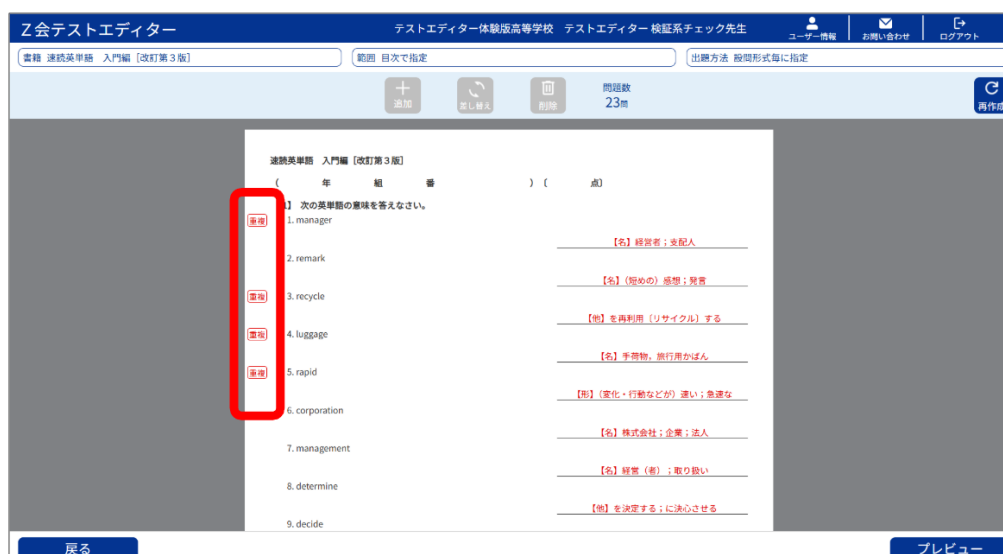 Z会テストエディター
テストエディター体験版高等学校 テストエディター 検証系チェック先生
ユーザー情報
お問い合わせ
ログアウト
書籍 速読英単語 入門編［改訂第３版］
範囲 目次で指定
出題方法 設問形式毎に指定
追加
差し替え
削除
問題数
23問
再作成
速読英単語 入門編［改訂第３版］
（ 年 組 番 ）〔 点〕
1】 次の英単語の意味を答えなさい。
重複 1. manager
【名】経営者；支配人
2. remark
【名】（短めの）感想；発言
重複 3. recycle
【他】を再利用（リサイクル）する
重複 4. luggage
【名】手荷物，旅行用かばん
重複 5. rapid
【形】（変化・行動などが）速い；急速な
6. corporation
【名】株式会社；企業；法人
7. management
【名】経営（者）；取り扱い
8. determine
【他】を決定する；に決心させる
9. decide
戻る
プレビュー